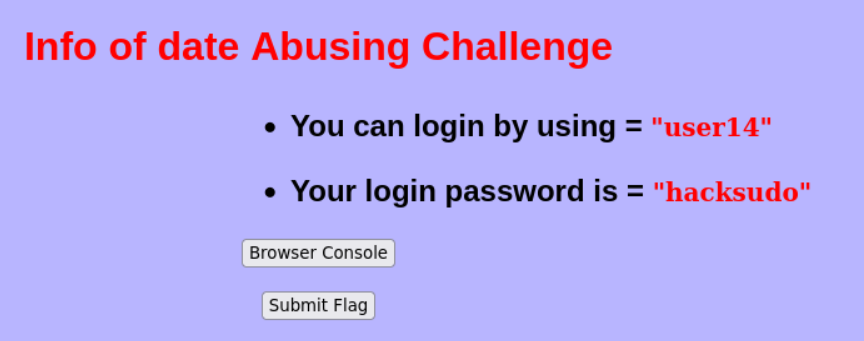 Info of date Abusing Challenge
• You can login by using = "user14"
• Your login password is = "hacksudo"
Browser Console
Submit Flag